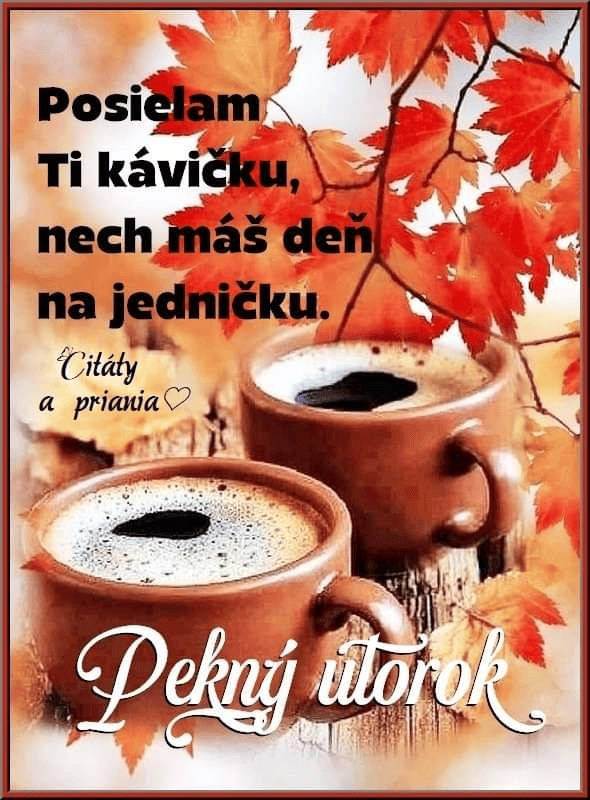 Posielam
Ti kávičku,
nech máš deň
na jedničku.
Citáty
a priania♡
Pekný utorok